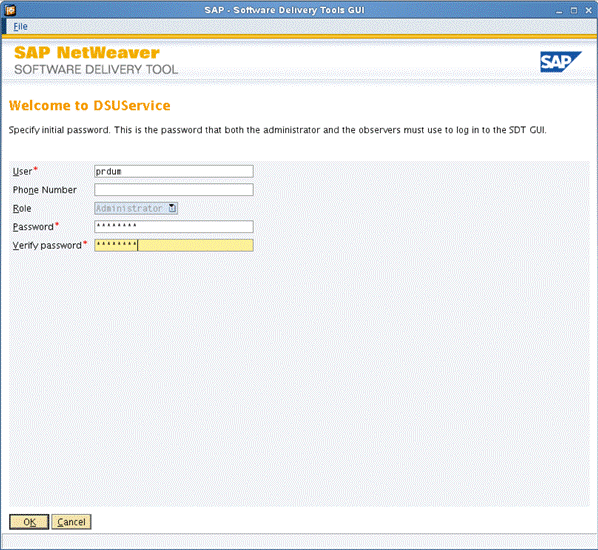 SAP - Software Delivery Tools GUI
File
SAP NetWeaver
SOFTWARE DELIVERY TOOL
SAP
Welcome to DSUService
Specify initial password. This is the password that both the administrator and the observers must use to log in to the SDT GUI.
User* prdum
Phone Number
Role Administrator
Password* ********
Verify password* ********
OK Cancel